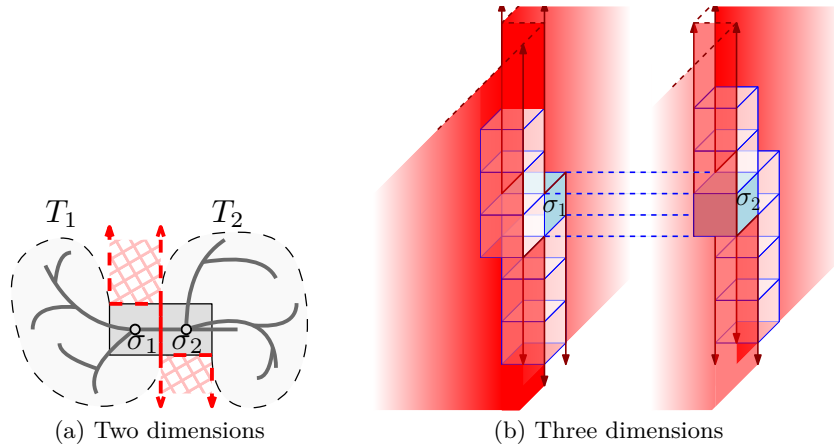 T₁ T₂
σ₁ σ₂
σ₁ σ₂
(a) Two dimensions
(b) Three dimensions